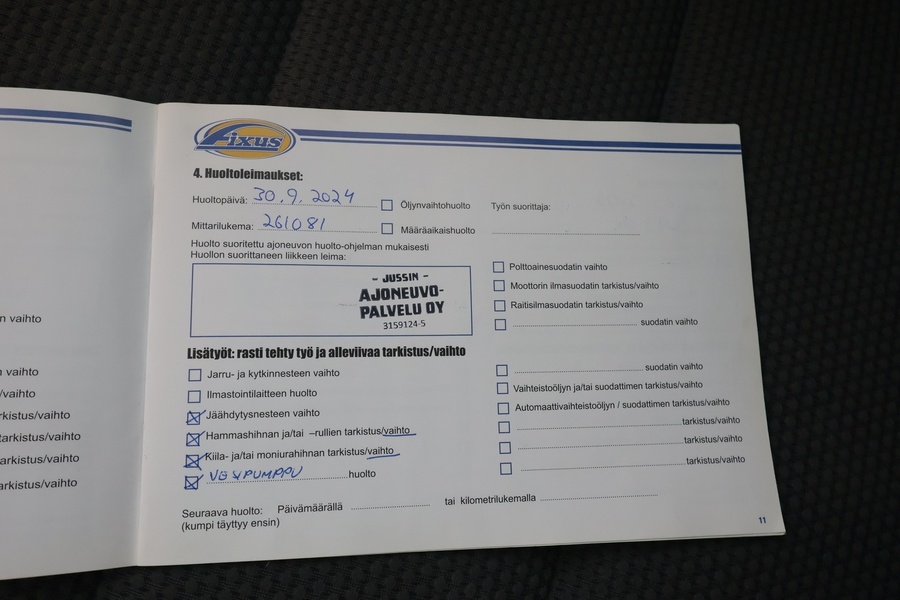 n vaihto
vaihto
/vaihto
rkistus/vaihto
tarkistus/vaihto
arkistus/vaihto
rkistus/vaihto
Fixus
4. Huoltoleimaukset:
Huoltopäivä: 30.9.2024
Öljynvaihtohuolto
Työn suorittaja:
Mittarilukema: 261081
Määräaikaishuolto
Huolto suoritettu ajoneuvon huolto-ohjelman mukaisesti
Huollon suorittaneen liikkeen leima:
- JUSSIN -
AJONEUVO-
PALVELU OY
3159124-5
Polttoainesuodatin vaihto
Moottorin ilmasuodatin tarkistus/vaihto
Raitisilmasuodatin tarkistus/vaihto
suodatin vaihto
Lisätyöt: rasti tehty työ ja alleviivaa tarkistus/vaihto
Jarru- ja kytkinnesteen vaihto
Ilmastointilaitteen huolto
Jäähdytysnesteen vaihto
Hammashihnan ja/tai –rullien tarkistus/vaihto
Kiila- ja/tai moniurahihnan tarkistus/vaihto
VESIPUMPPU huolto
suodatin vaihto
Vaihteistoöljyn ja/tai suodattimen tarkistus/vaihto
Automaattivaihteistoöljyn / suodattimen tarkistus/vaihto
tarkistus/vaihto
tarkistus/vaihto
tarkistus/vaihto
Seuraava huolto: Päivämäärällä
tai kilometrilukemalla
(kumpi täyttyy ensin)
11